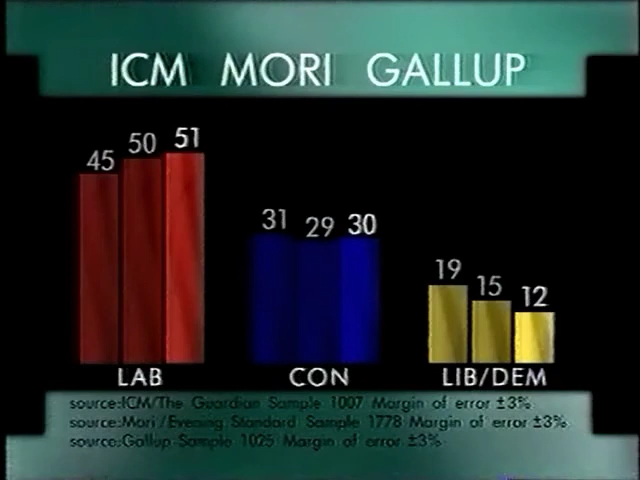 ICM MORI GALLUP
45 50 51
31 29 30
19 15 12
LAB CON LIB/DEM
source:ICM/The Guardian Sample 1007 Margin of error ±3%
source:Mori/Evening Standard Sample 1778 Margin of error ±3%
source:Gallup Sample 1025 Margin of error ±3%